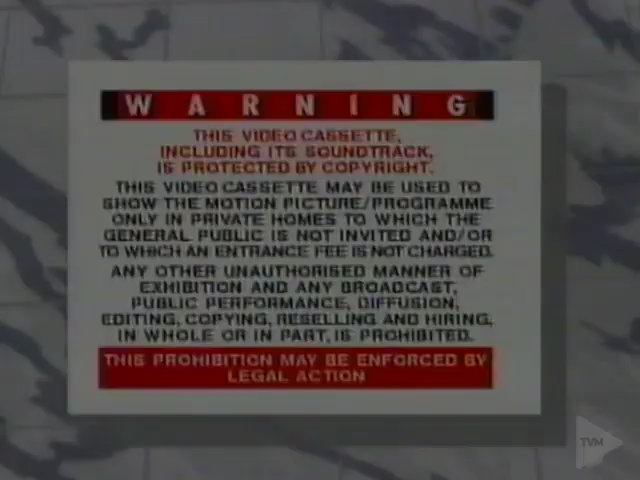 WARNING
THIS VIDEO CASSETTE,
INCLUDING ITS SOUNDTRACK,
IS PROTECTED BY COPYRIGHT.
THIS VIDEO CASSETTE MAY BE USED TO
SHOW THE MOTION PICTURE/PROGRAMME
ONLY IN PRIVATE HOMES TO WHICH THE
GENERAL PUBLIC IS NOT INVITED AND/OR
TO WHICH AN ENTRANCE FEE IS NOT CHARGED.
ANY OTHER UNAUTHORISED MANNER OF
EXHIBITION AND ANY BROADCAST,
PUBLIC PERFORMANCE, DIFFUSION,
EDITING, COPYING, RESELLING AND HIRING,
IN WHOLE OR IN PART, IS PROHIBITED.
THIS PROHIBITION MAY BE ENFORCED BY
LEGAL ACTION
TVM